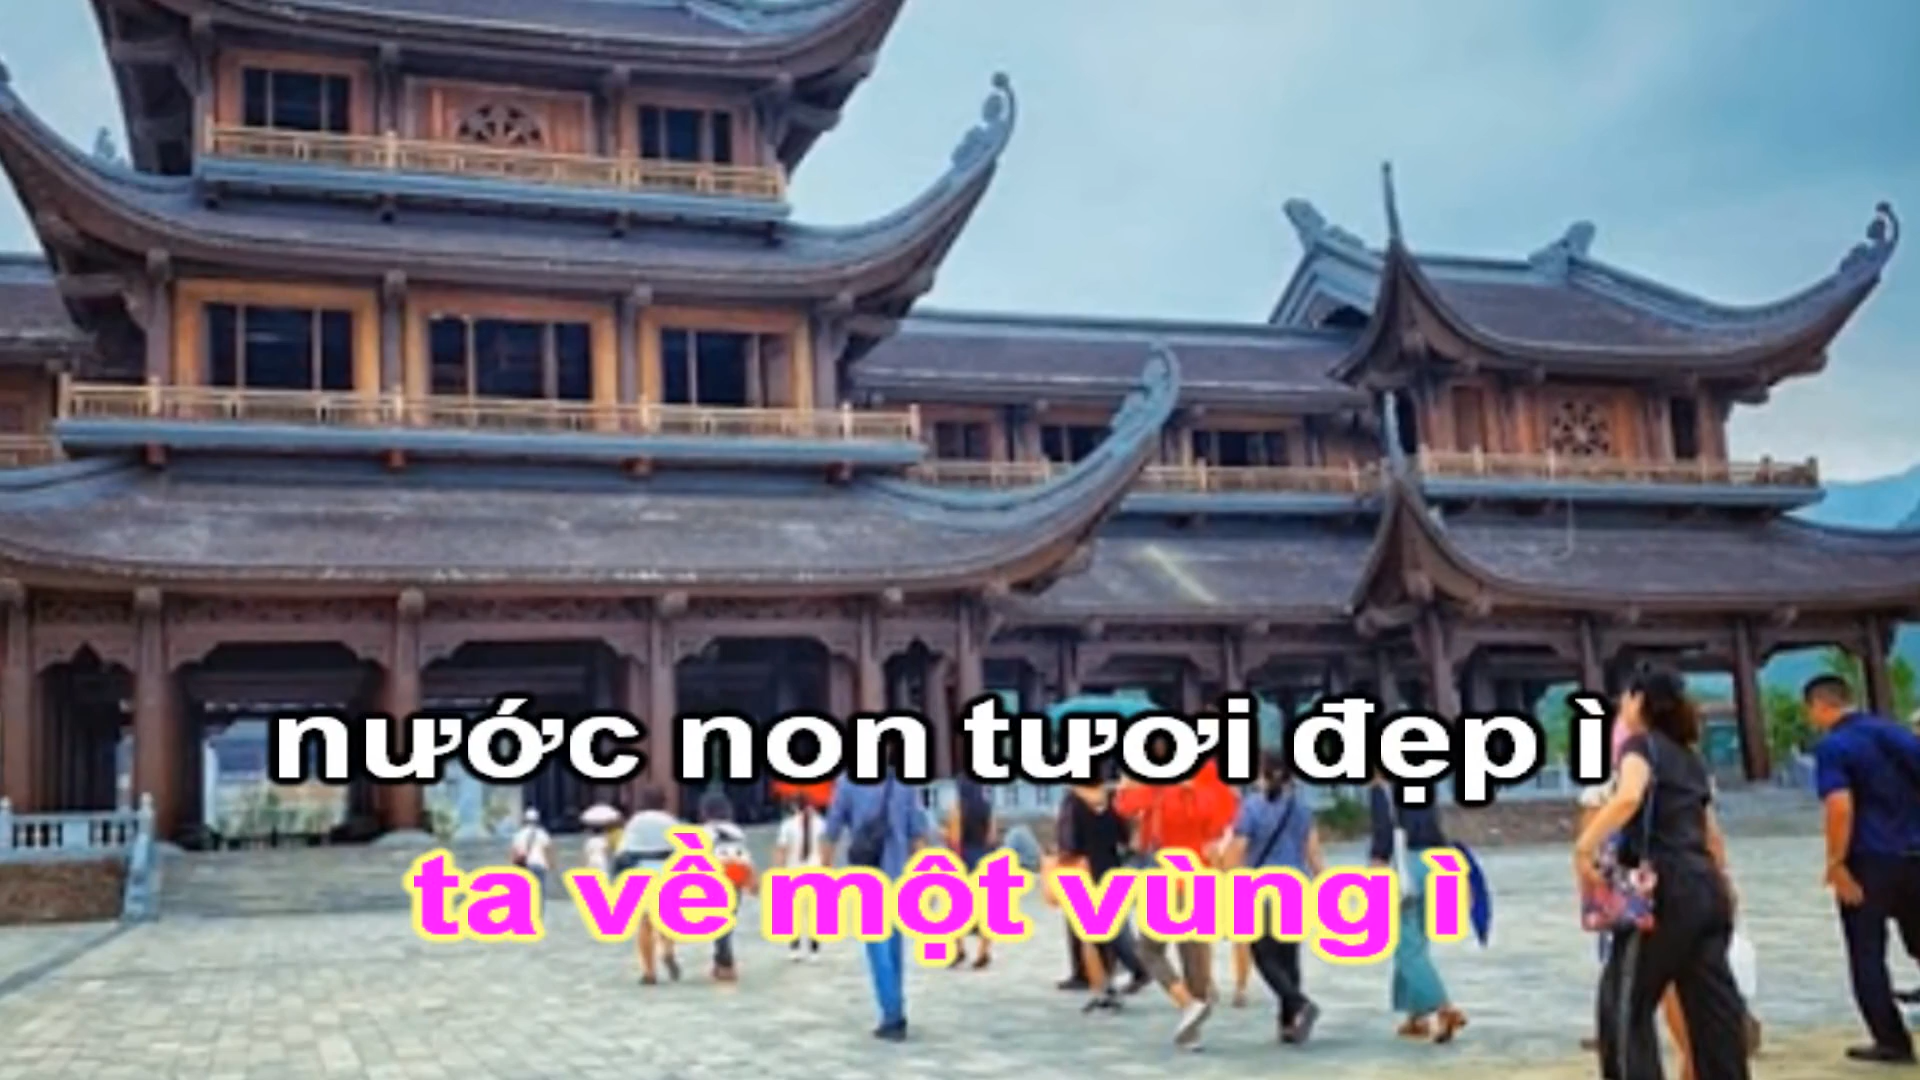 nước non tươi đẹp ì
ta về một vùng ì